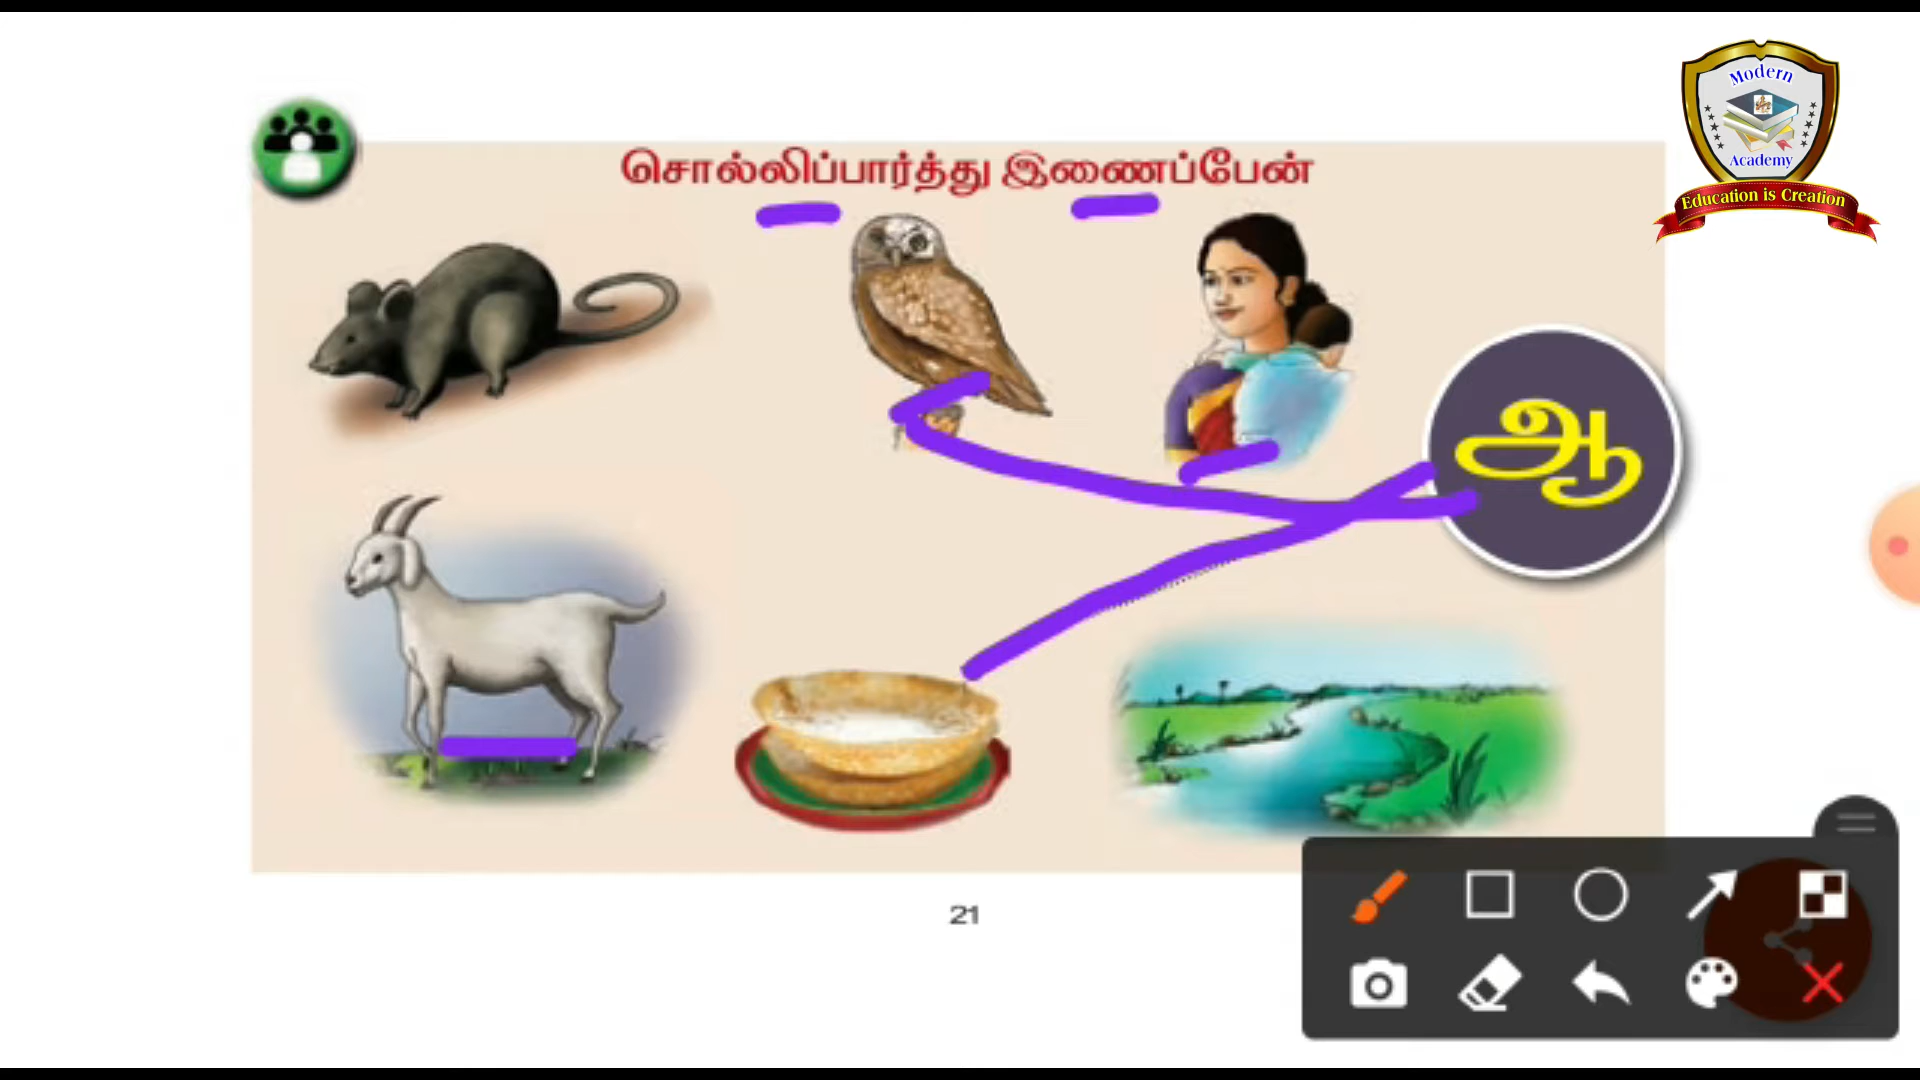 Modern
Academy
Education is Creation
சொல்லிப்பார்த்து இணைப்பேன்
ஆ
21